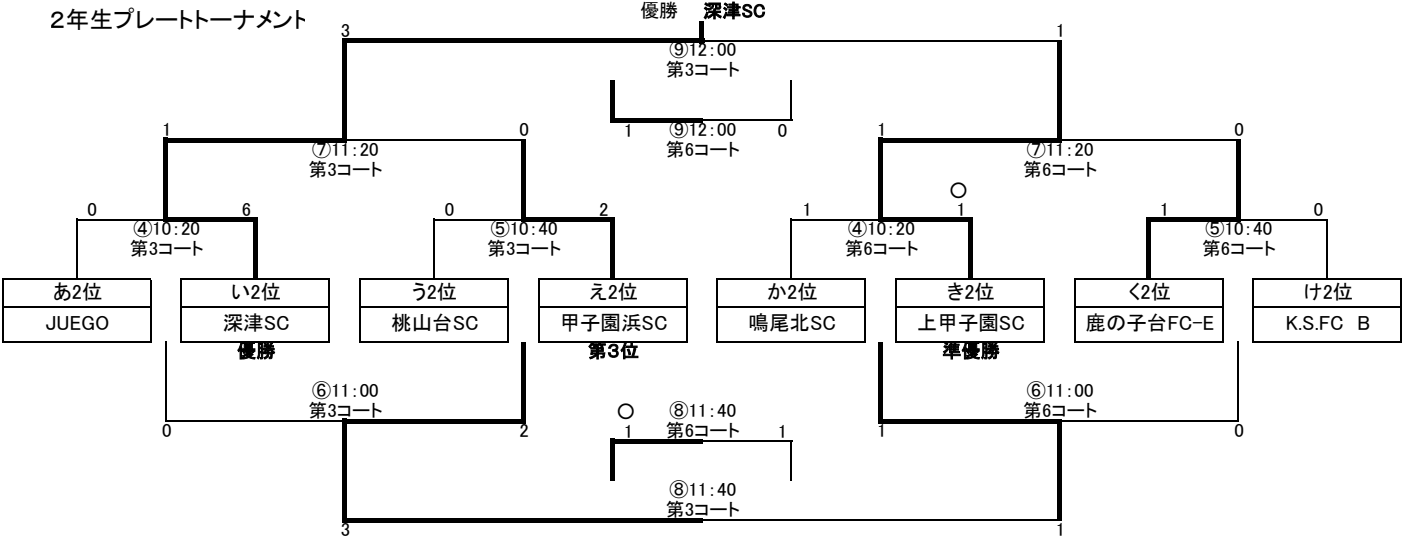 優勝 深津SC
２年生プレートトーナメント
3 1
⑨12：00
第3コート
1 0 1 0
1 ⑨12：00 0
第6コート
⑦11：20 ⑦11：20
第3コート 第6コート
○
0 6 0 2 1 1 1 0
④10：20 ⑤10：40 ④10：20 ⑤10：40
第3コート 第3コート 第6コート 第6コート
あ2位 い2位 う2位 え2位 か2位 き2位 く2位 け2位
JUEGO 深津SC 桃山台SC 甲子園浜SC 鳴尾北SC 上甲子園SC 鹿の子台FC-E K.S.FC B
優勝 第３位 準優勝
⑥11：00 ⑥11：00
第3コート 第6コート
○ ⑧11：40
1 第6コート 1
0 2 1 0
⑧11：40
第3コート
3 1